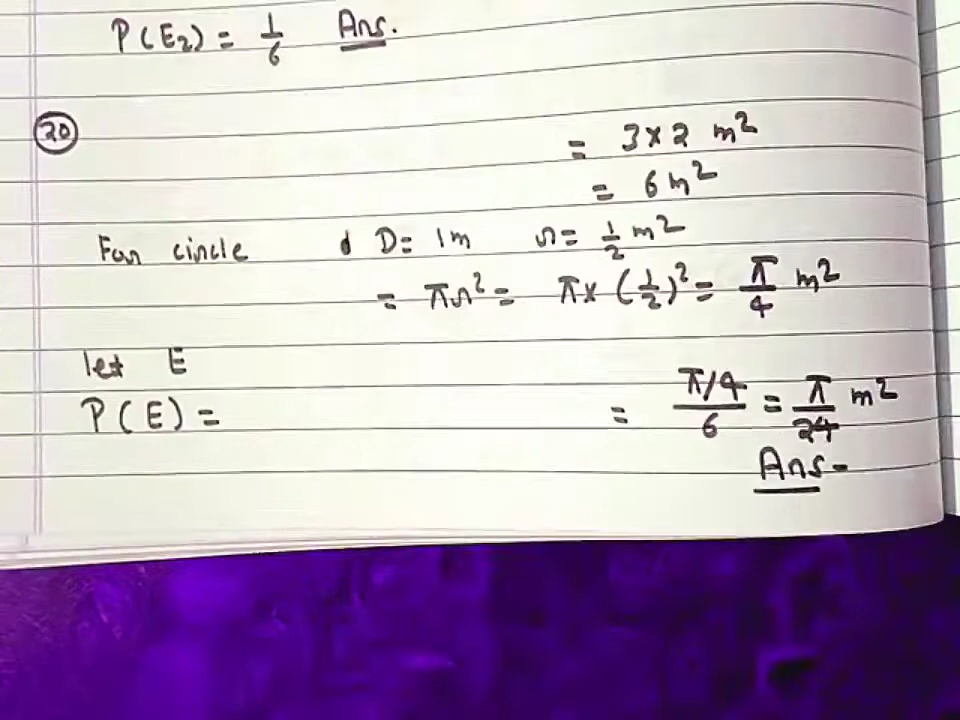 P(E₂) = 1/6 Ans.
20
= 3×2 m²
= 6 m²
For circle d D= 1m r= 1/2 m²
= πr² = π× (1/2)² = π/4 m²
let E
P(E) = = (π/4)/6 = π/24 m²
Ans-